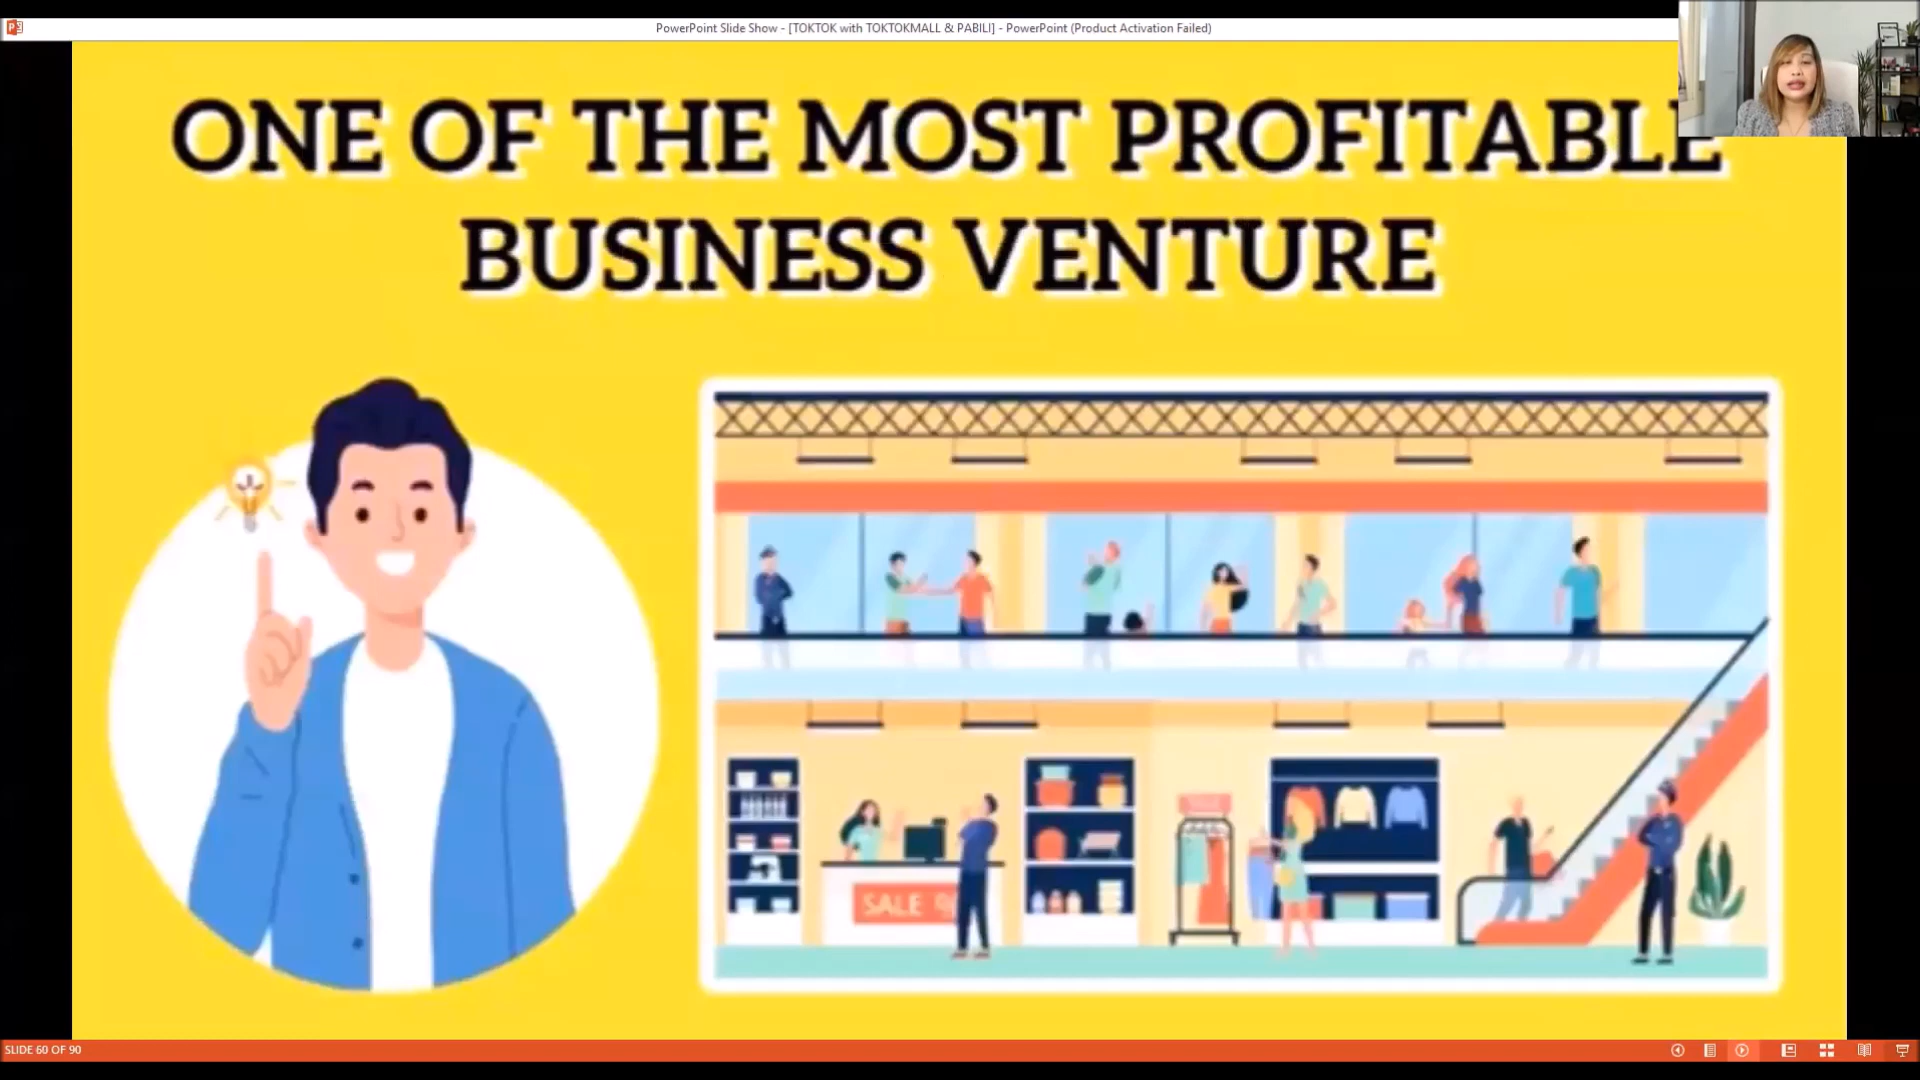 PowerPoint Slide Show - [TOKTOK with TOKTOKMALL & PABILI] - PowerPoint (Product Activation Failed)
ONE OF THE MOST PROFITABLE
BUSINESS VENTURE
SALE %
SLIDE 60 OF 90